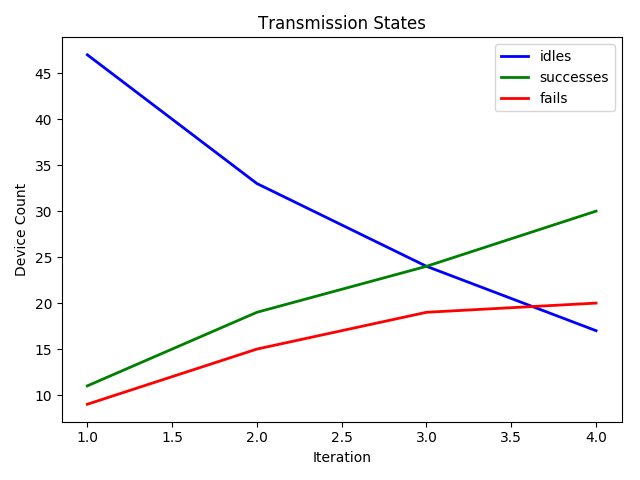 Transmission States
idles
successes
fails
Device Count
45
40
35
30
25
20
15
10
1.0 1.5 2.0 2.5 3.0 3.5 4.0
Iteration